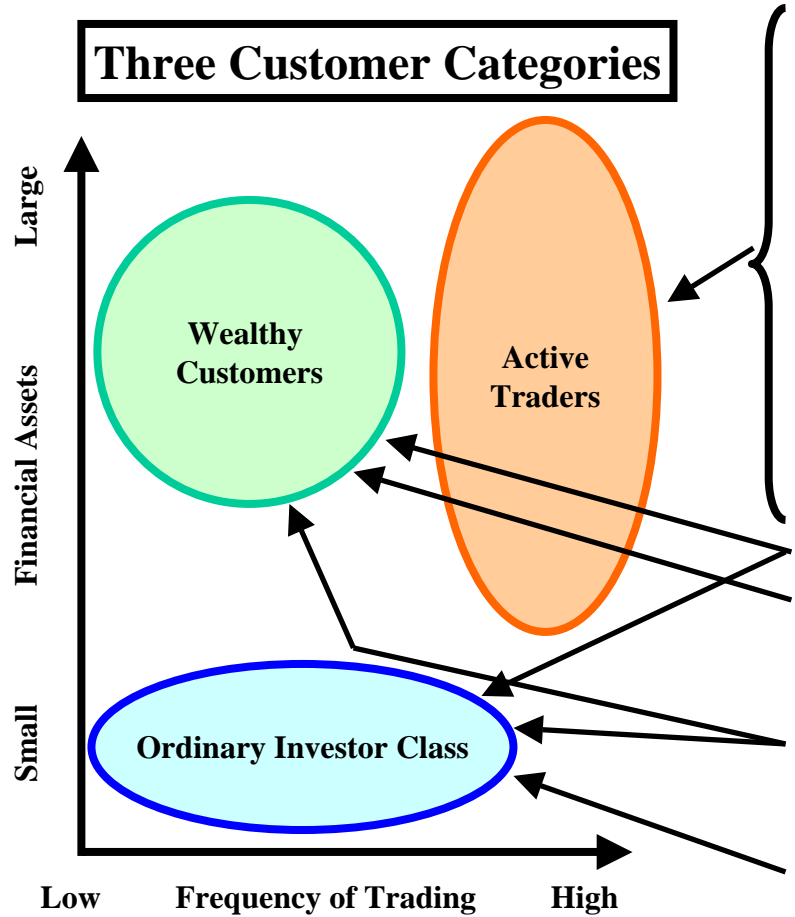 Three Customer Categories
Large
Financial Assets
Small
Wealthy
Customers
Active
Traders
Ordinary Investor Class
Low Frequency of Trading High